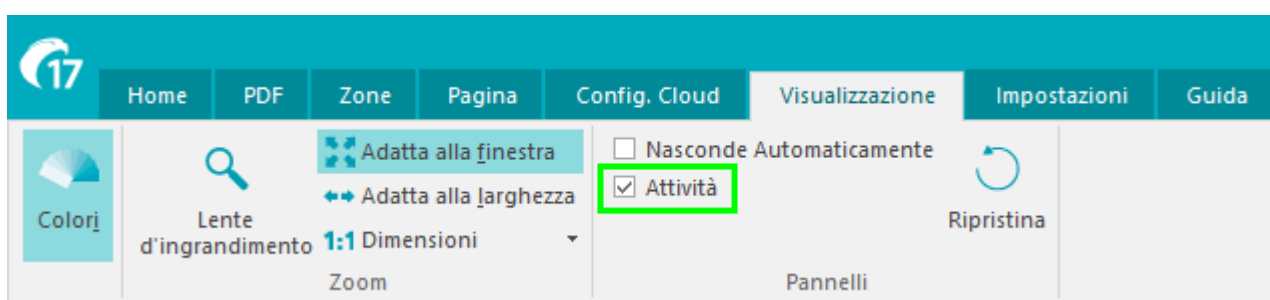 17
Home PDF Zone Pagina Config. Cloud Visualizzazione Impostazioni Guida
Colori
Lente
d'ingrandimento
Adatta alla finestra
Adatta alla larghezza
1:1 Dimensioni
Zoom
Nasconde Automaticamente
Attività
Ripristina
Pannelli